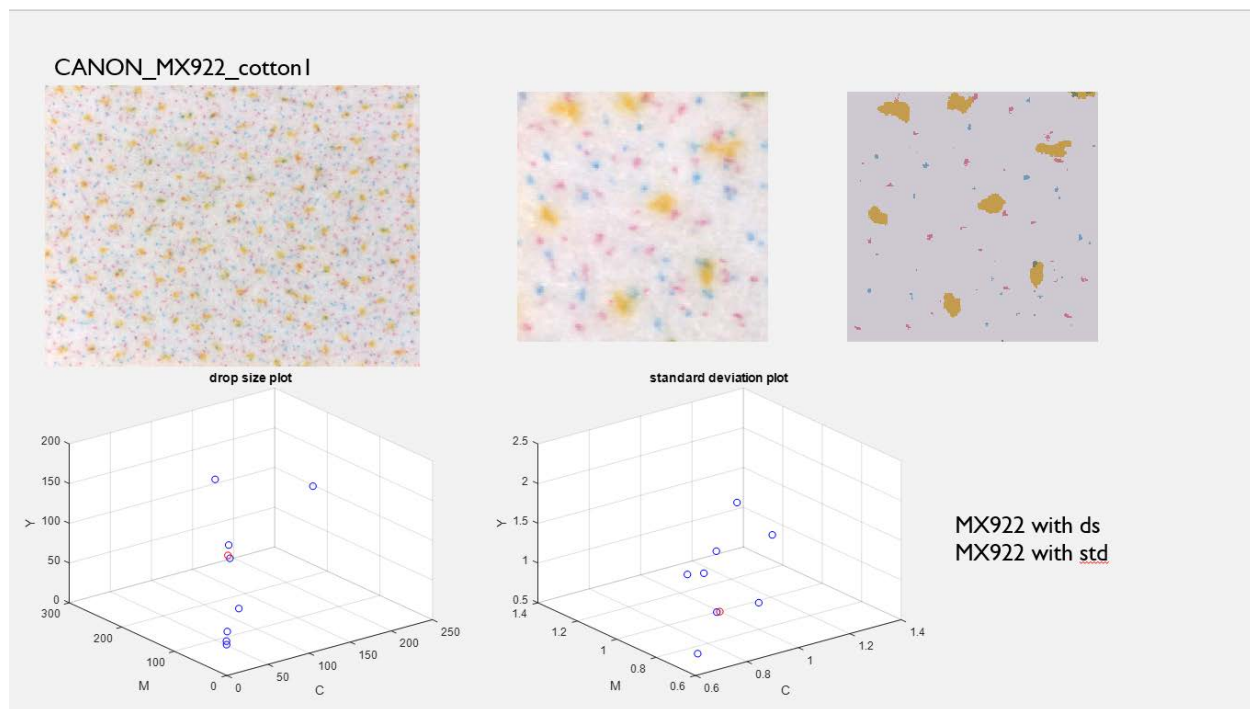 CANON_MX922_cotton1
drop size plot
200
150
100
50
0
Y
300
200
100
0
M
0
50
100
150
200
250
C
standard deviation plot
2.5
2
1.5
1
0.5
Y
1.4
1.2
1
0.8
0.6
M
0.6
0.8
1
1.2
1.4
C
MX922 with ds
MX922 with std